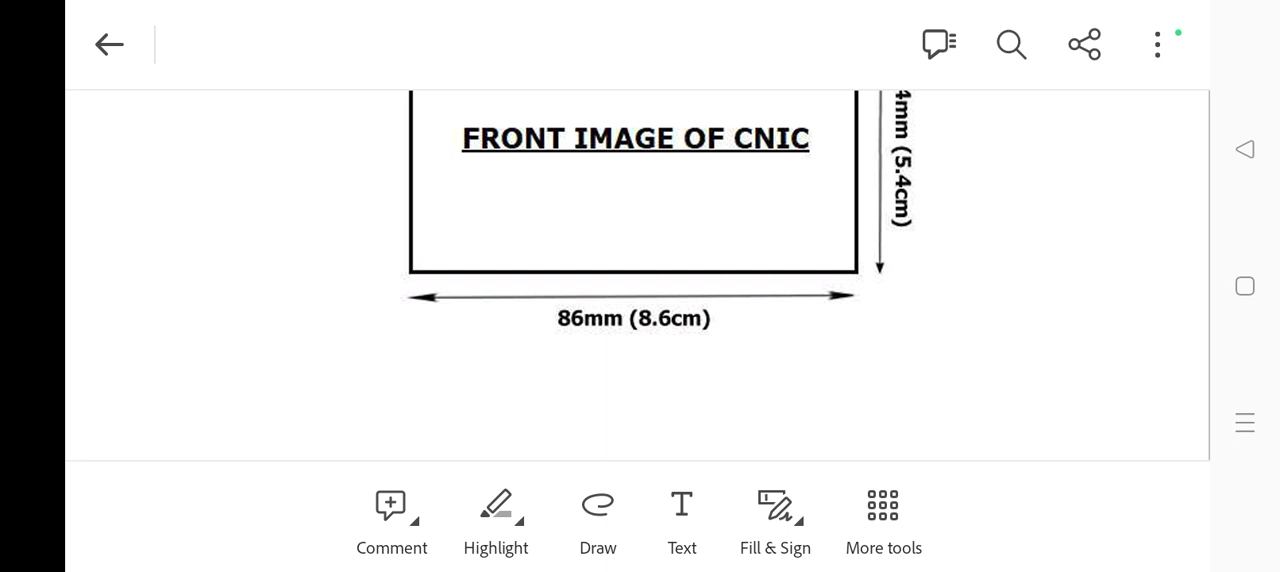 FRONT IMAGE OF CNIC
4mm (5.4cm)
86mm (8.6cm)
Comment
Highlight
Draw
Text
Fill & Sign
More tools